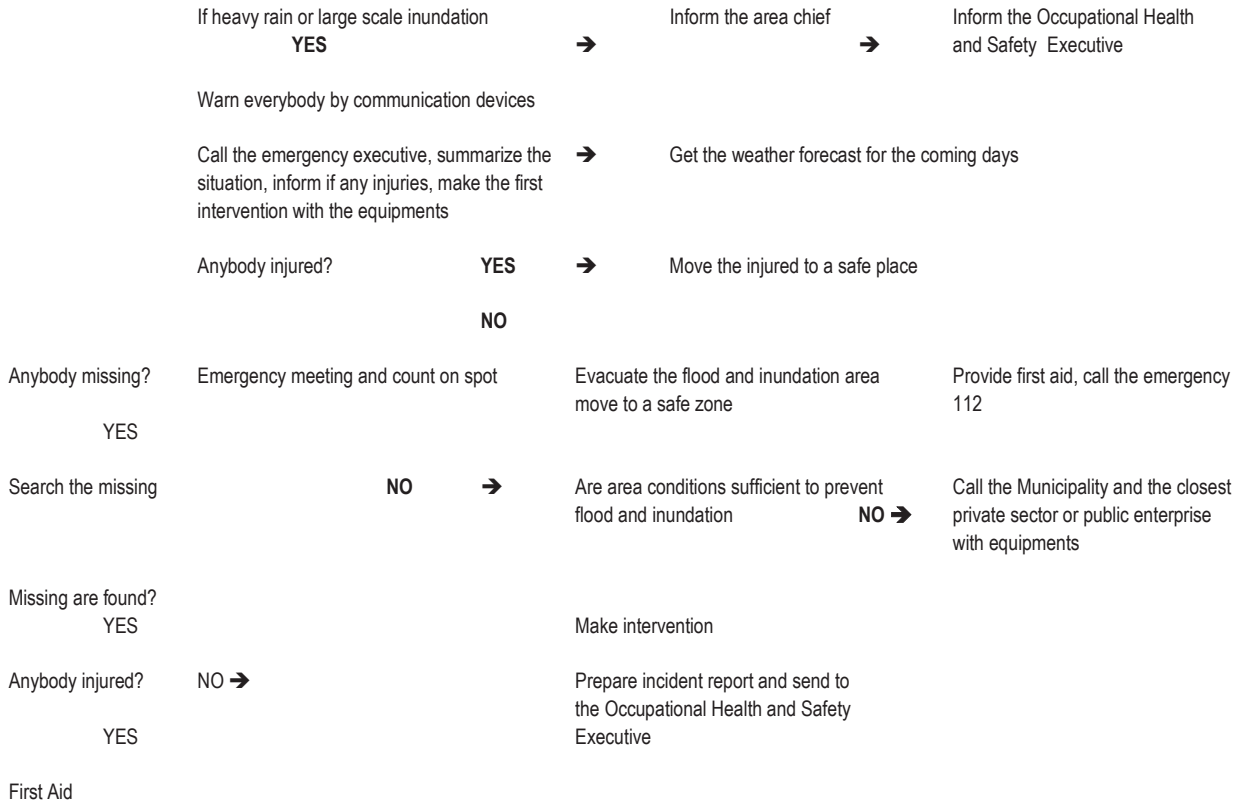 If heavy rain or large scale inundation Inform the area chief Inform the Occupational Health
YES ➔ ➔ and Safety Executive
Warn everybody by communication devices
Call the emergency executive, summarize the ➔ Get the weather forecast for the coming days
situation, inform if any injuries, make the first
intervention with the equipments
Anybody injured? YES ➔ Move the injured to a safe place
NO
Anybody missing? Emergency meeting and count on spot Evacuate the flood and inundation area Provide first aid, call the emergency
move to a safe zone 112
YES
Search the missing NO ➔ Are area conditions sufficient to prevent Call the Municipality and the closest
flood and inundation NO ➔ private sector or public enterprise
with equipments
Missing are found?
YES Make intervention
Anybody injured? NO ➔ Prepare incident report and send to
the Occupational Health and Safety
YES Executive
First Aid